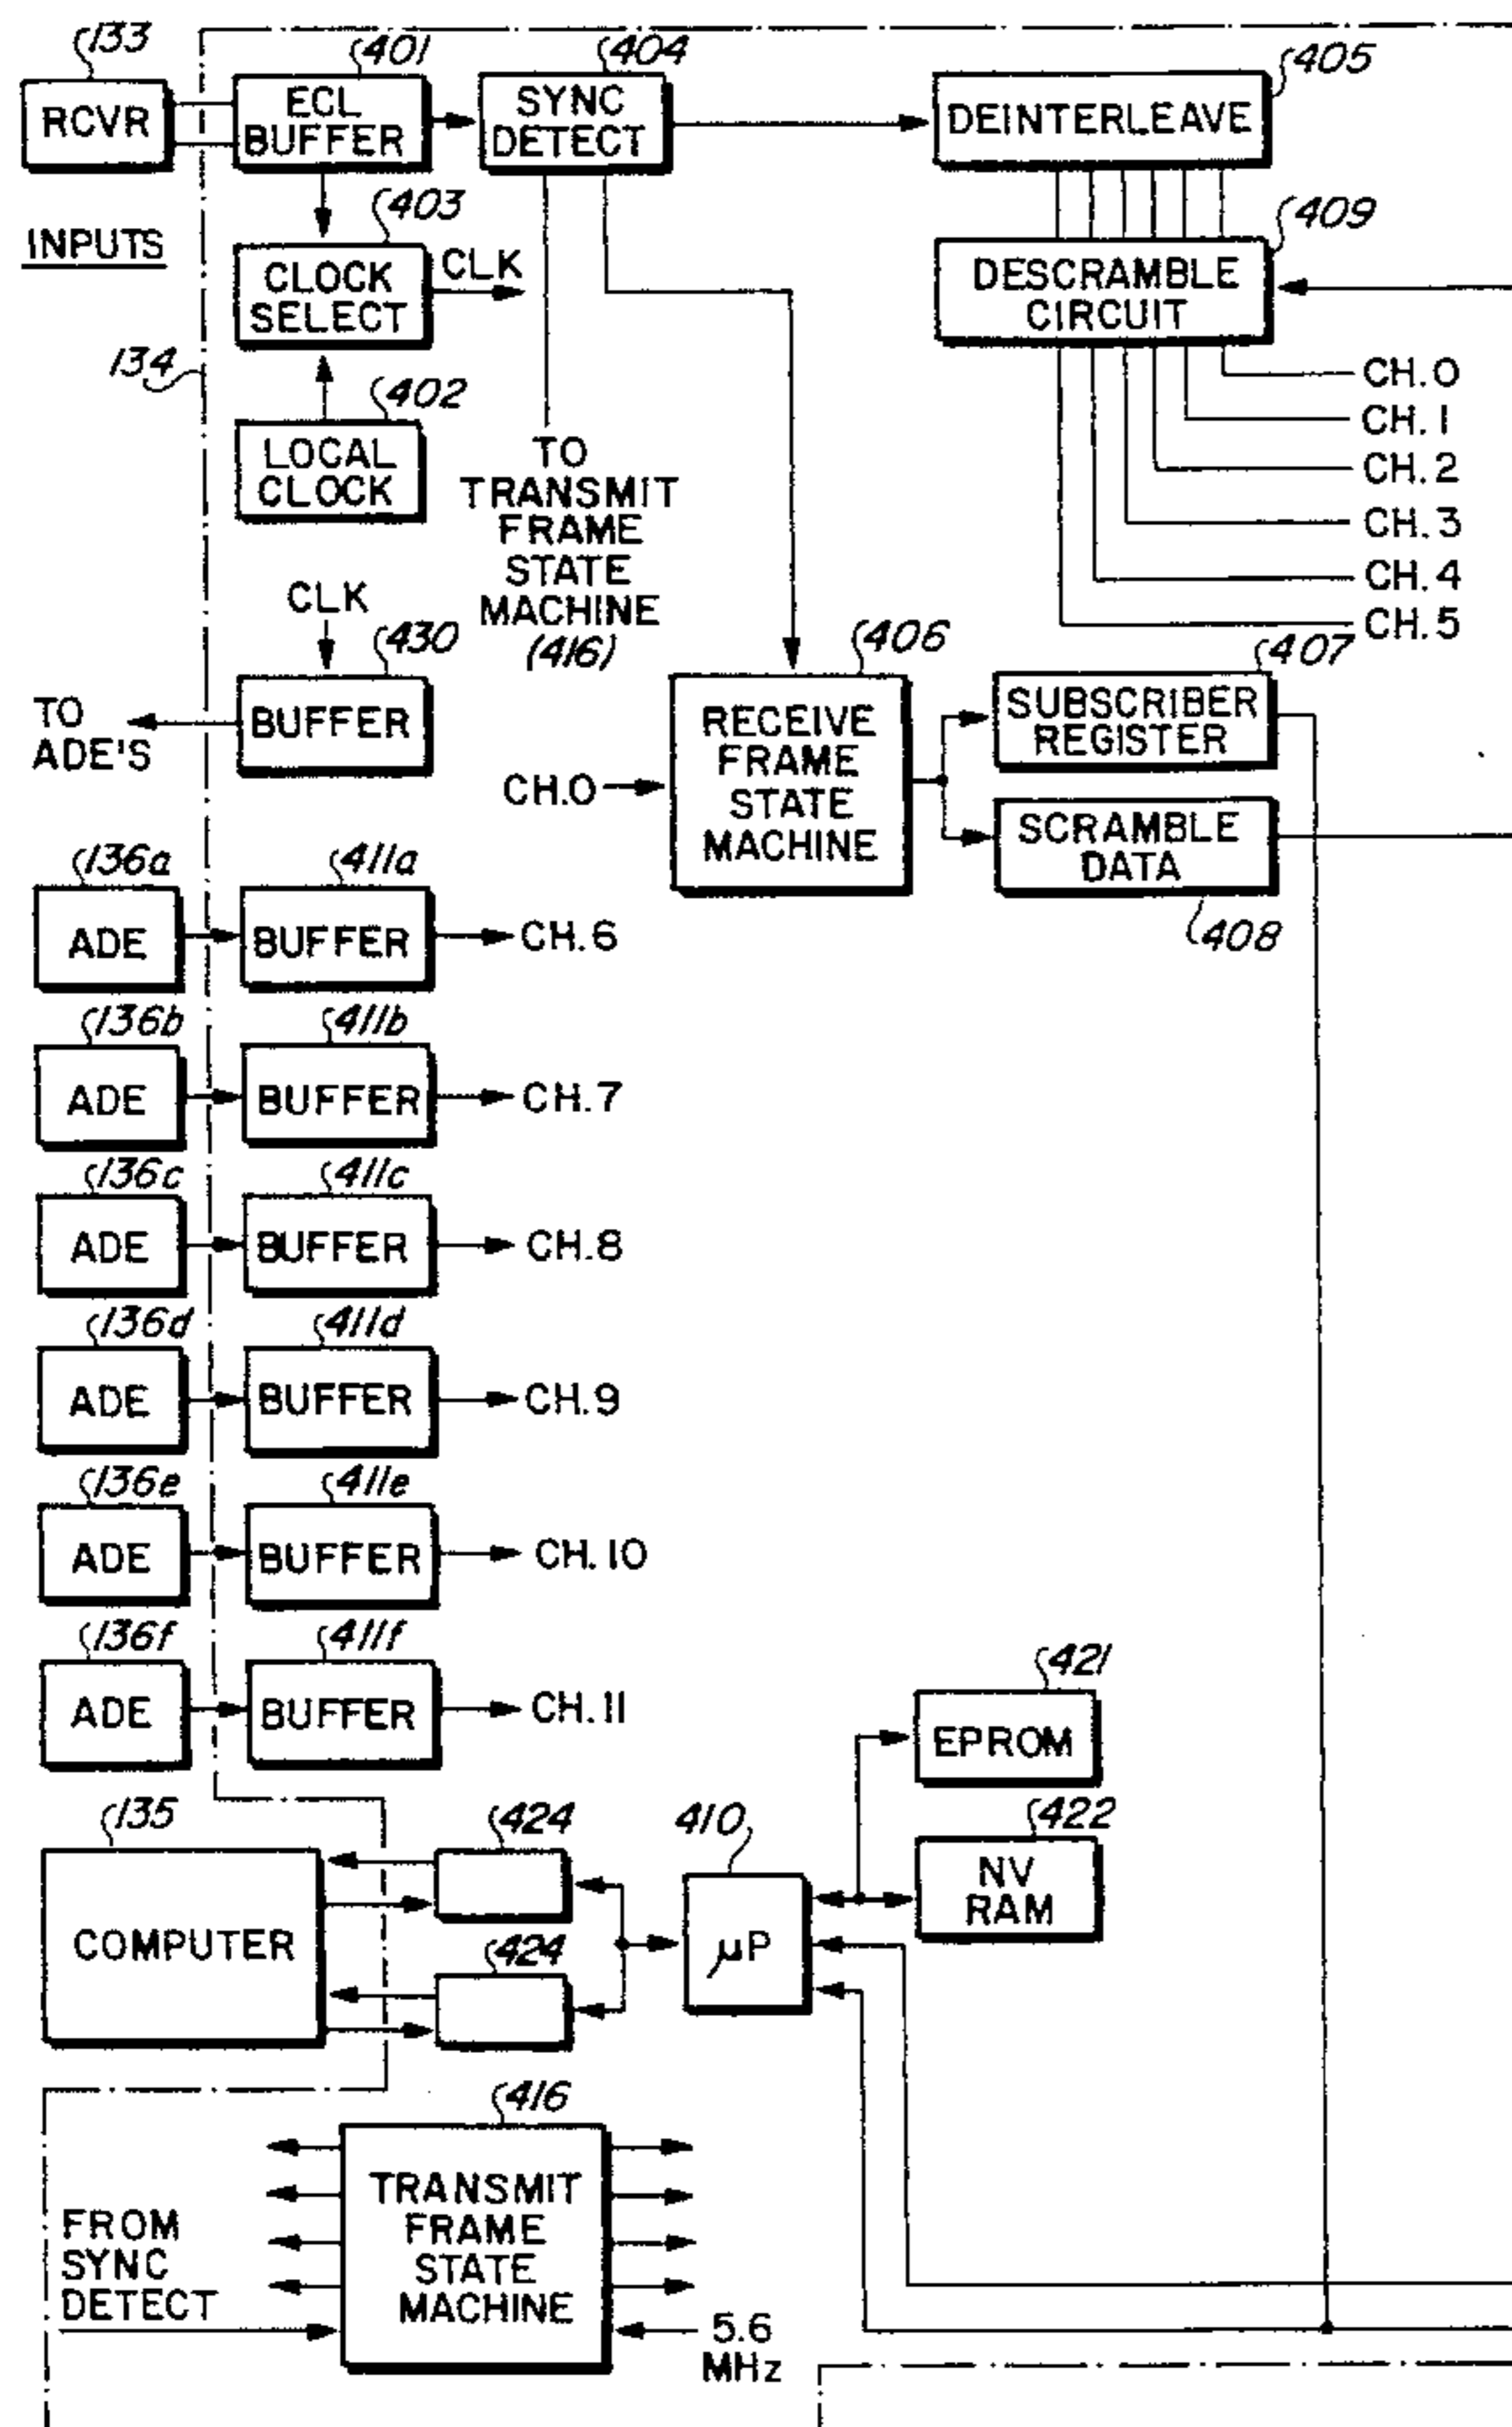 133
401
404
405
RCVR
ECL
BUFFER
SYNC
DETECT
DEINTERLEAVE
INPUTS
403
409
CLOCK
SELECT
CLK
DESCRAMBLE
CIRCUIT
134
402
LOCAL
CLOCK
TO
TRANSMIT
FRAME
STATE
MACHINE
(416)
CH.0
CH.1
CH.2
CH.3
CH.4
CH.5
CLK
430
BUFFER
TO
ADE'S
406
407
RECEIVE
FRAME
STATE
MACHINE
CH.0
SUBSCRIBER
REGISTER
SCRAMBLE
DATA
408
136a
411a
ADE
BUFFER
CH.6
136b
411b
ADE
BUFFER
CH.7
136c
411c
ADE
BUFFER
CH.8
136d
411d
ADE
BUFFER
CH.9
136e
411e
ADE
BUFFER
CH.10
136f
411f
ADE
BUFFER
CH.11
421
EPROM
135
424
410
422
COMPUTER
NV
RAM
µP
424
416
TRANSMIT
FRAME
STATE
MACHINE
FROM
SYNC
DETECT
5.6
MHz